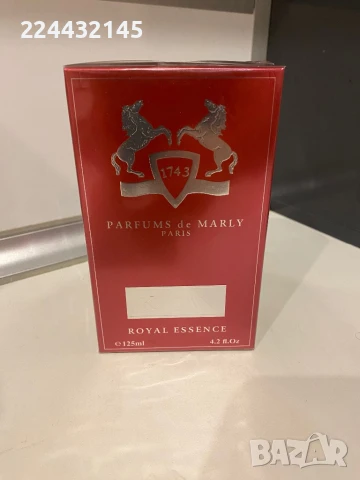 224432145
1743
PARFUMS de MARLY
PARIS
ROYAL ESSENCE
℮125ml 4.2 fl.Oz
BAZAR